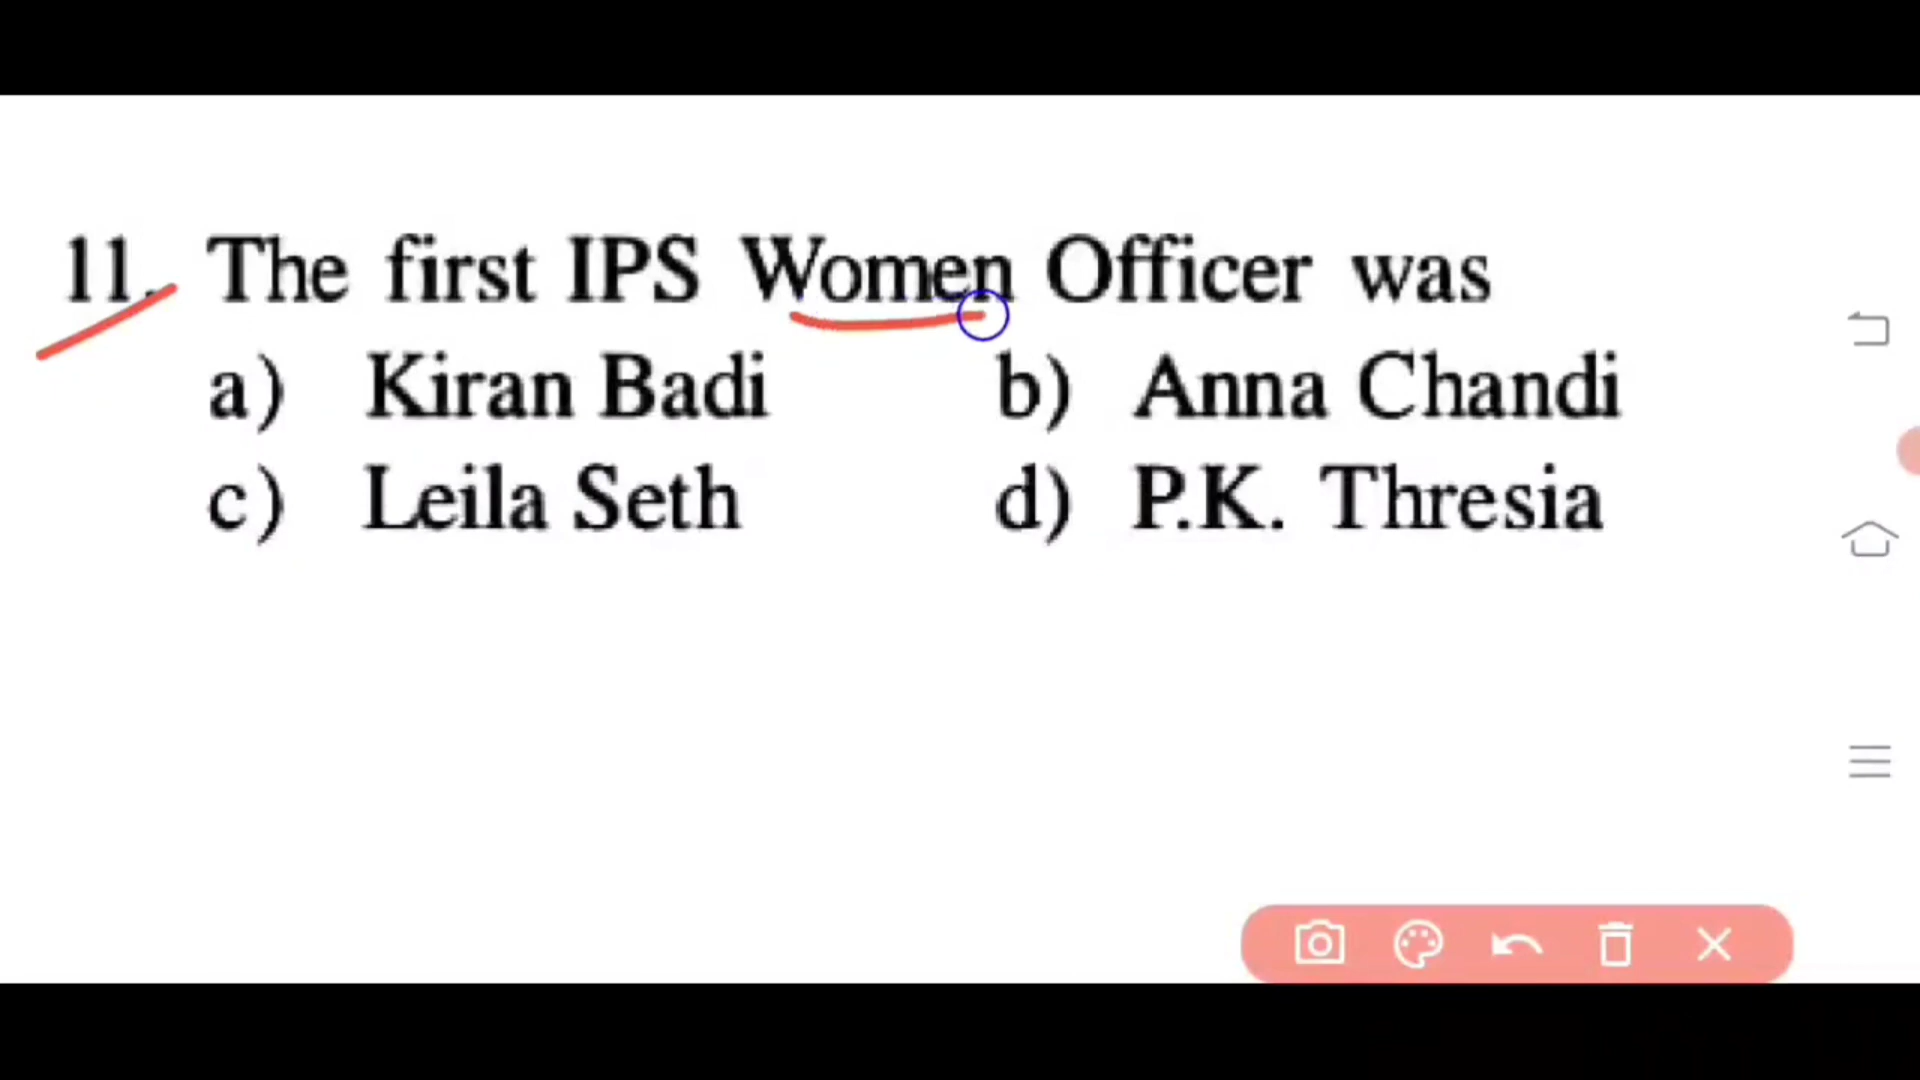 11. The first IPS Women Officer was
a) Kiran Badi b) Anna Chandi
c) Leila Seth d) P.K. Thresia